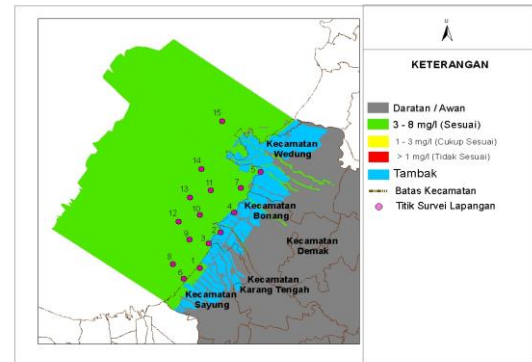 15
Kecamatan
Wedung
14
5
13
11
7
12
10
4
Kecamatan
Bonang
9
3
2
Kecamatan
Demak
8
1
6
Kecamatan
Karang Tengah
Kecamatan
Sayung
N
KETERANGAN
Daratan / Awan
3 - 8 mg/l (Sesuai)
1 - 3 mg/l (Cukup Sesuai)
> 1 mg/l (Tidak Sesuai)
Tambak
Batas Kecamatan
Titik Survei Lapangan